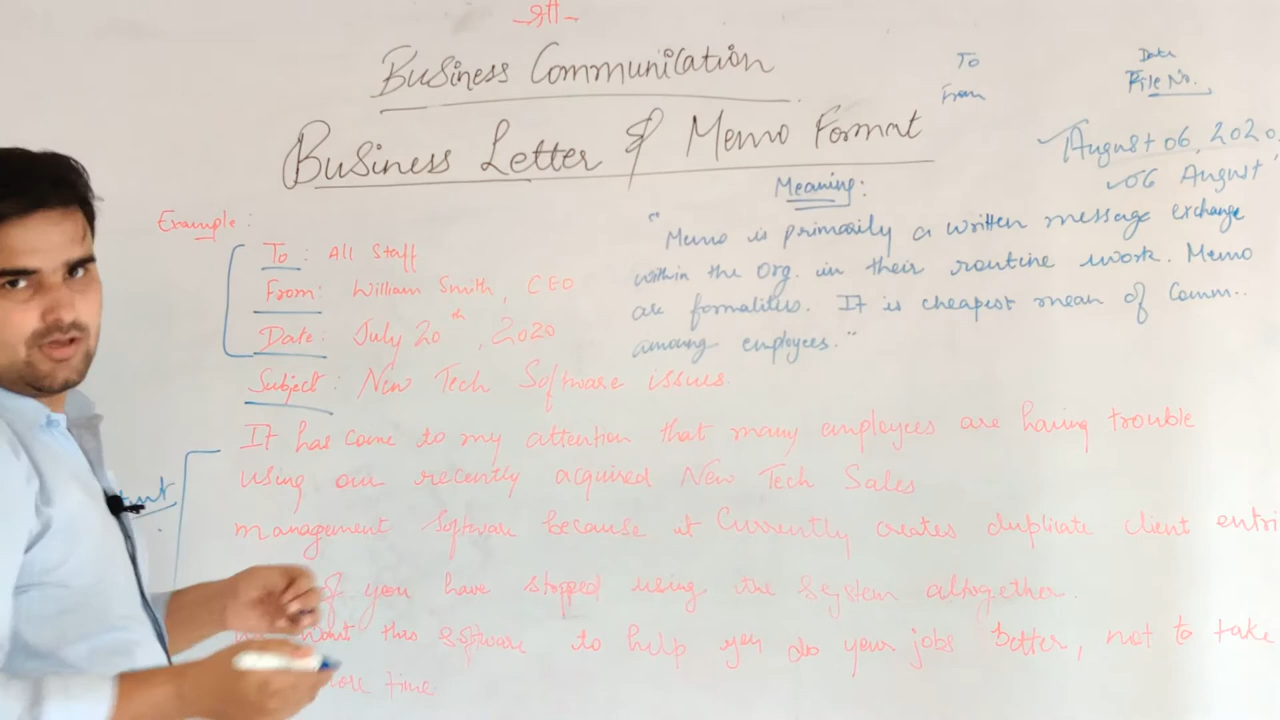 श्री
Business Communication
To
From
Date
File No.
Business Letter & Memo Format
August 06, 2020,
06 August
Meaning:
"Memo is primarily a written message exchange
within the Org. in their routine work. Memo
are formalities. It is cheapest mean of Comm..
among employees."
Example:
To: All Staff
From: William Smith, CEO
Date: July 20th, 2020
Subject: New Tech Software issues.
It has come to my attention that many employees are having trouble
using our recently acquired New Tech Sales
management Software because it Currently creates duplicate client entri
of you have stopped using the System altogether.
want this software to help you do your jobs better, not to take
time